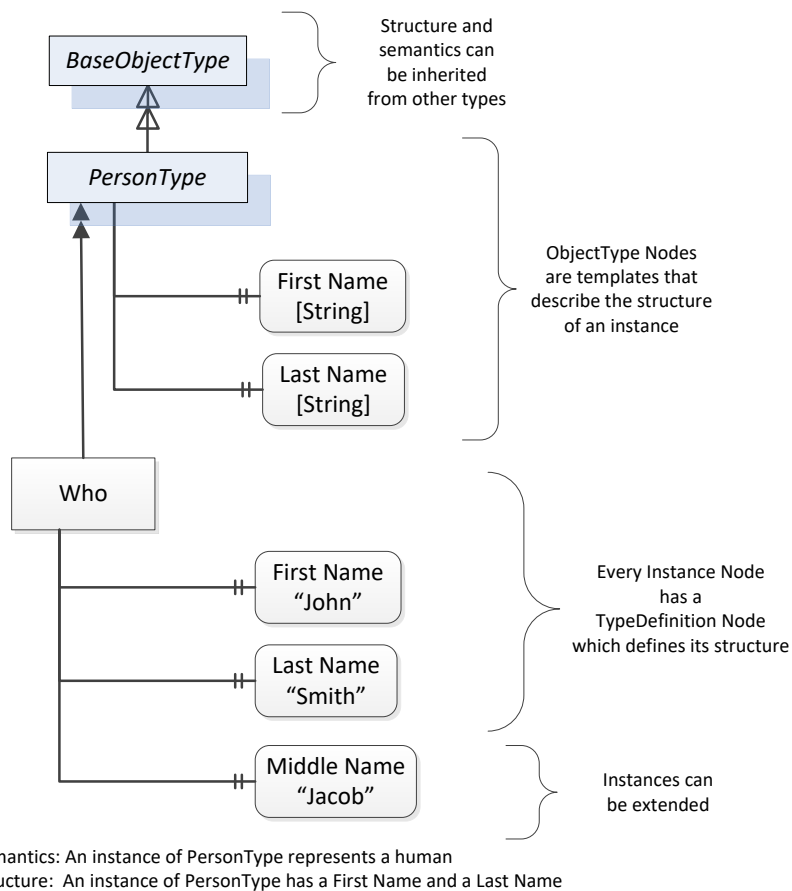 BaseObjectType
Structure and
semantics can
be inherited
from other types
PersonType
First Name
[String]
Last Name
[String]
ObjectType Nodes
are templates that
describe the structure
of an instance
Who
First Name
“John”
Last Name
“Smith”
Every Instance Node
has a
TypeDefinition Node
which defines its structure
Middle Name
“Jacob”
Instances can
be extended
mantics: An instance of PersonType represents a human
ucture: An instance of PersonType has a First Name and a Last Name